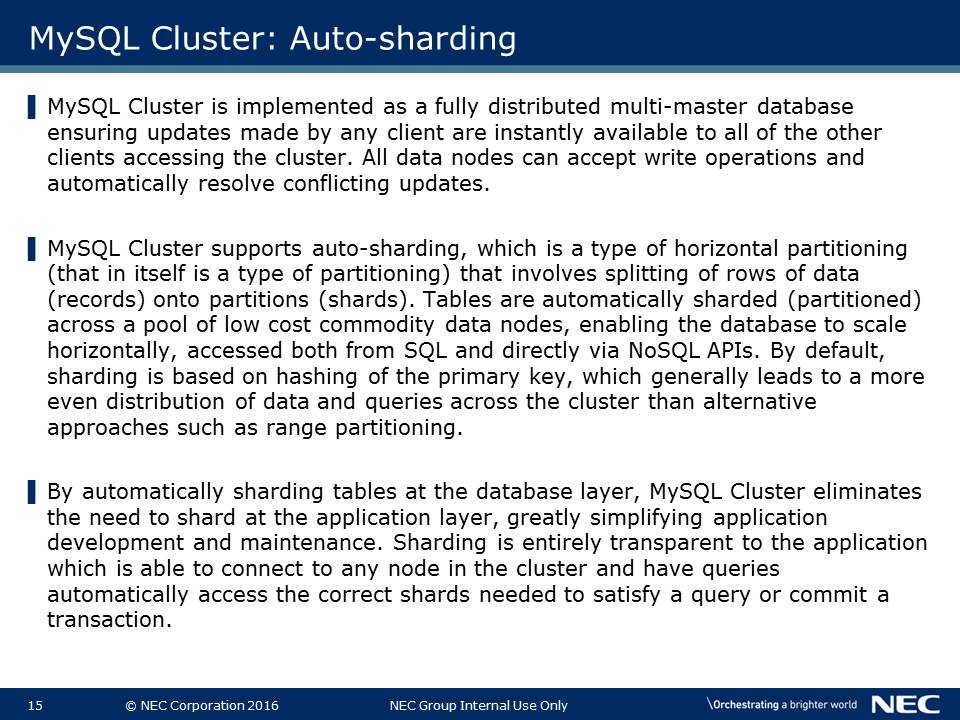 MySQL Cluster: Auto-sharding
MySQL Cluster is implemented as a fully distributed multi-master database
ensuring updates made by any client are instantly available to all of the other
clients accessing the cluster. All data nodes can accept write operations and
automatically resolve conflicting updates.
MySQL Cluster supports auto-sharding, which is a type of horizontal partitioning
(that in itself is a type of partitioning) that involves splitting of rows of data
(records) onto partitions (shards). Tables are automatically sharded (partitioned)
across a pool of low cost commodity data nodes, enabling the database to scale
horizontally, accessed both from SQL and directly via NoSQL APIs. By default,
sharding is based on hashing of the primary key, which generally leads to a more
even distribution of data and queries across the cluster than alternative
approaches such as range partitioning.
By automatically sharding tables at the database layer, MySQL Cluster eliminates
the need to shard at the application layer, greatly simplifying application
development and maintenance. Sharding is entirely transparent to the application
which is able to connect to any node in the cluster and have queries
automatically access the correct shards needed to satisfy a query or commit a
transaction.
15 © NEC Corporation 2016 NEC Group Internal Use Only \Orchestrating a brighter world NEC